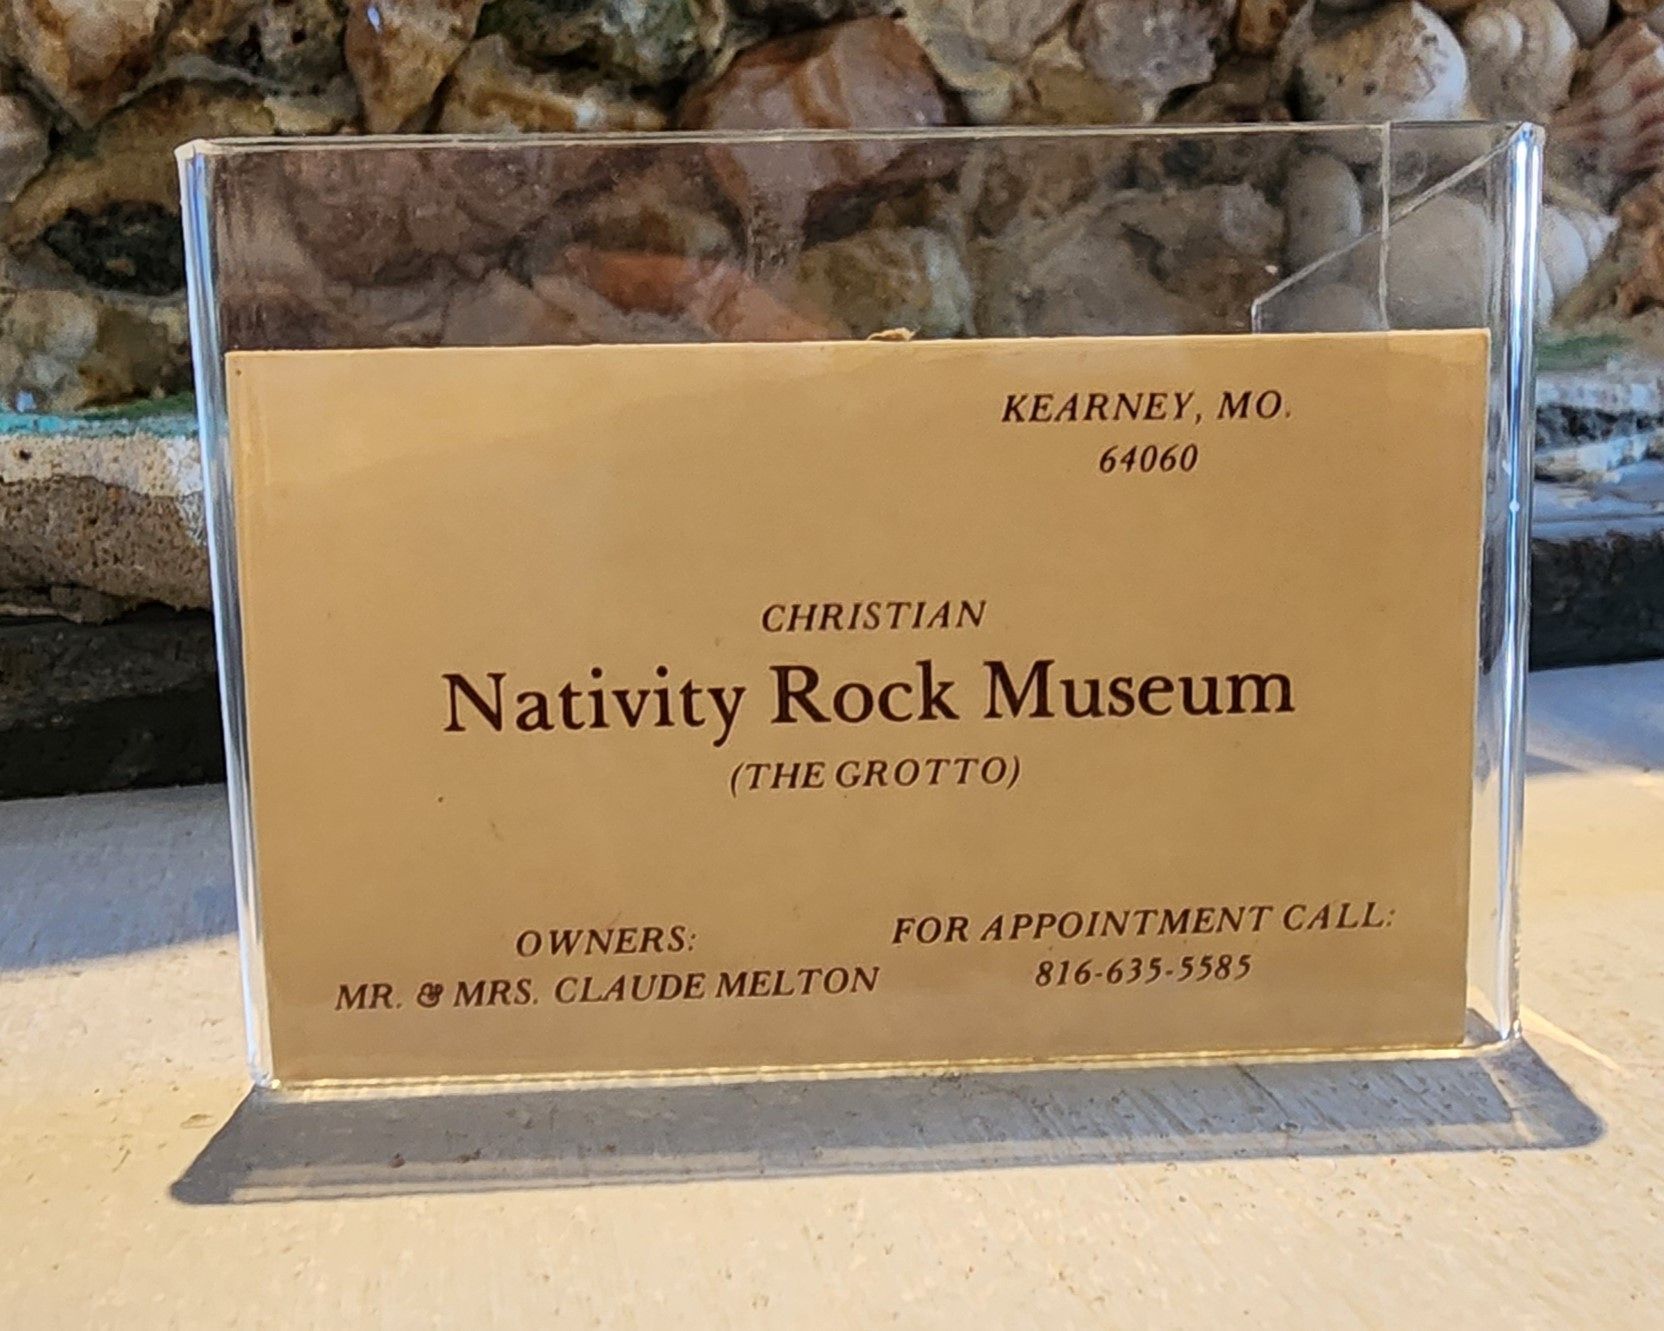 KEARNEY, MO.
64060
CHRISTIAN
Nativity Rock Museum
(THE GROTTO)
OWNERS:
MR. & MRS. CLAUDE MELTON
FOR APPOINTMENT CALL:
816-635-5585